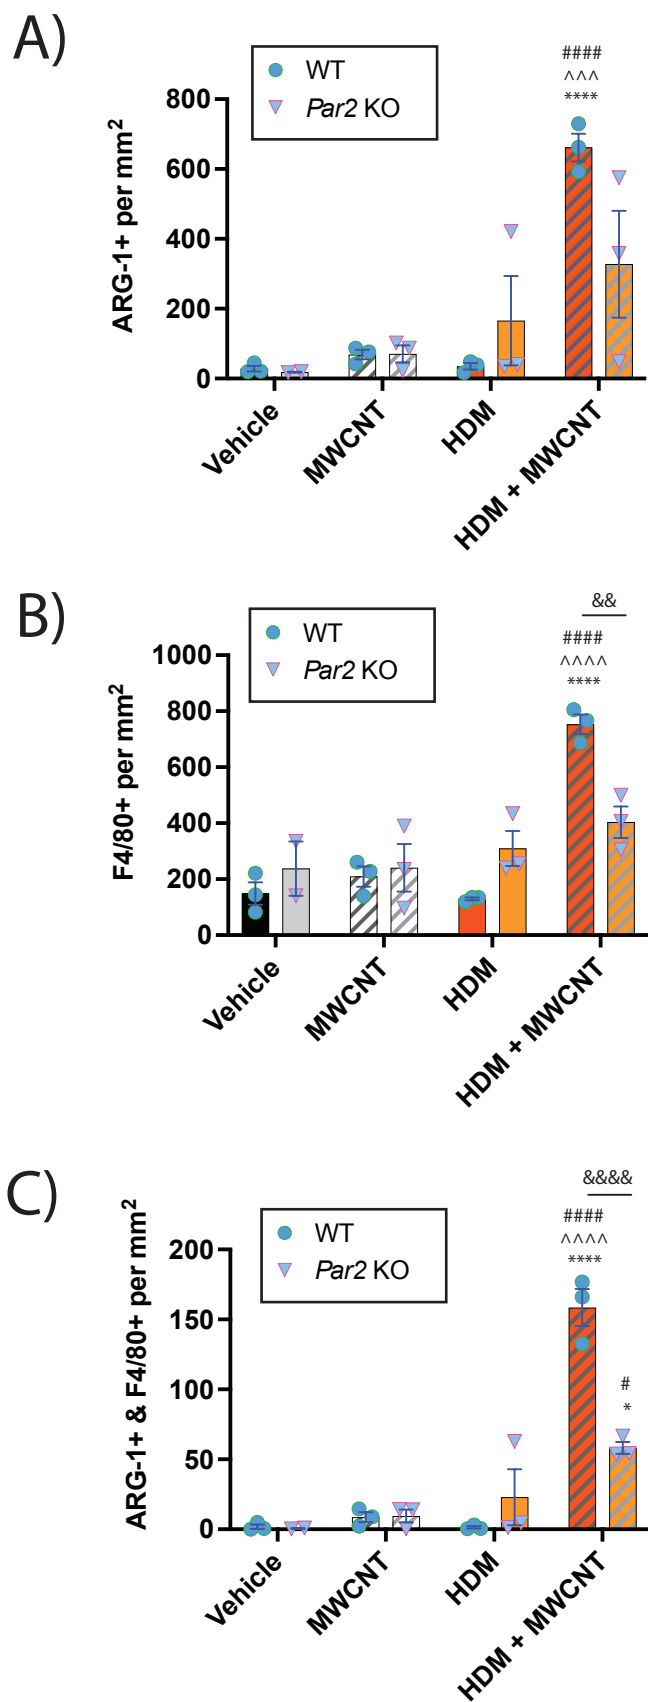 A)
WT
Par2 KO
####
^^^
****
ARG-1+ per mm2
800
600
400
200
0
Vehicle
MWCNT
HDM
HDM + MWCNT
B)
WT
Par2 KO
&&
####
^^^^
****
F4/80+ per mm2
1000
800
600
400
200
0
Vehicle
MWCNT
HDM
HDM + MWCNT
C)
WT
Par2 KO
&&&&
####
^^^^
****
#
*
ARG-1+ & F4/80+ per mm2
200
150
100
50
0
Vehicle
MWCNT
HDM
HDM + MWCNT